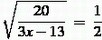 √(20/(3x − 13)) = 1/2